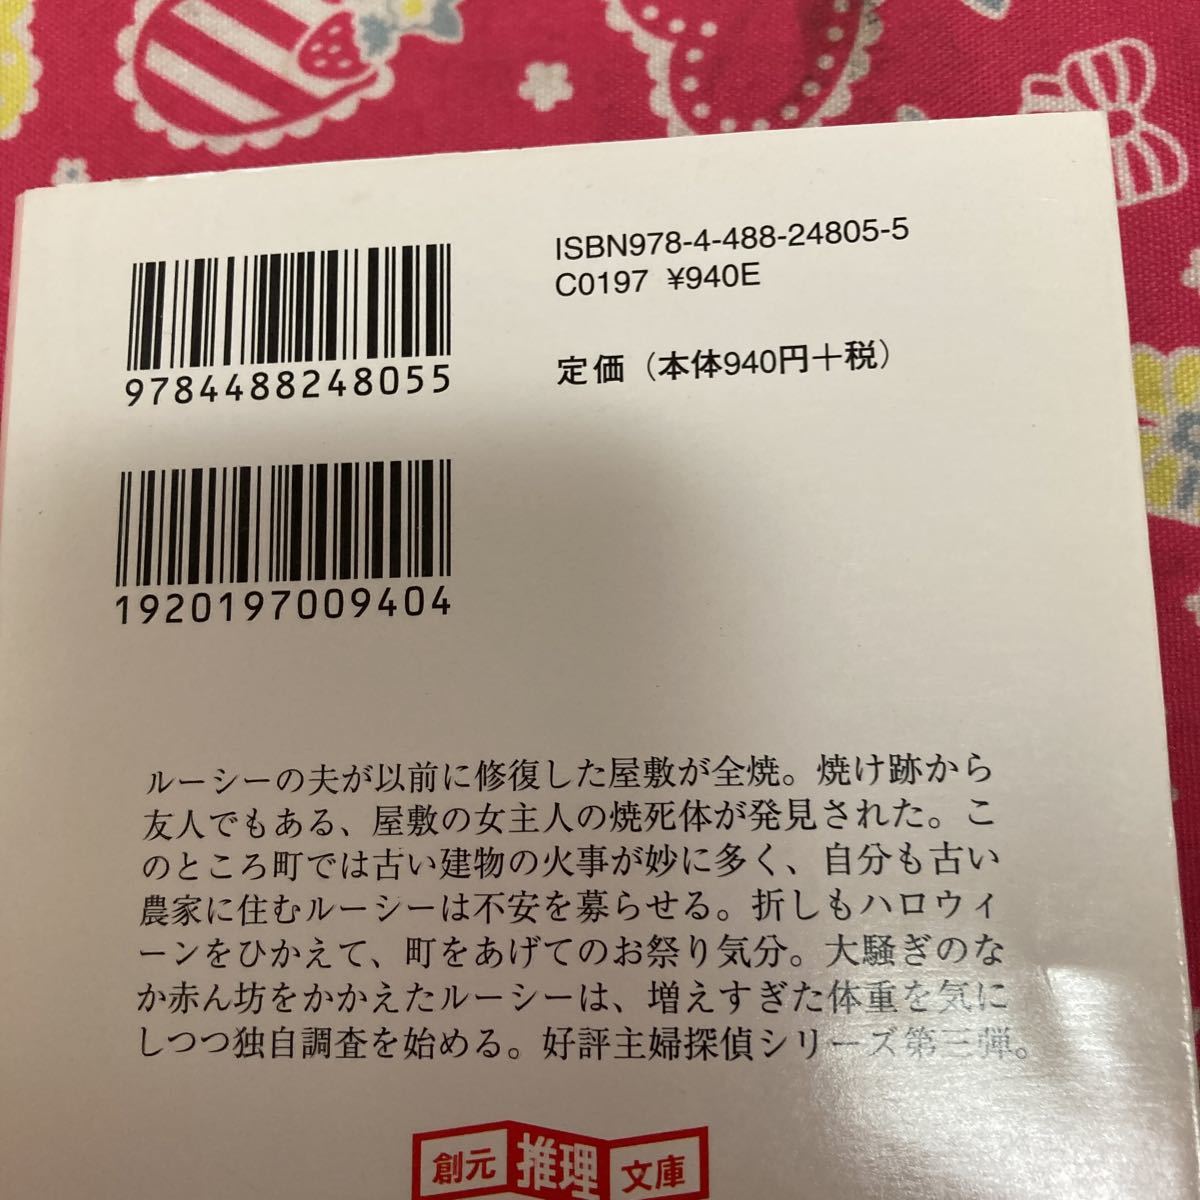 ISBN978-4-488-24805-5
C0197 ¥940E
定価（本体940円＋税）
9784488248055
1920197009404
ルーシーの夫が以前に修復した屋敷が全焼。焼け跡から
友人でもある、屋敷の女主人の焼死体が発見された。こ
のところ町では古い建物の火事が妙に多く、自分も古い
農家に住むルーシーは不安を募らせる。折しもハロウィ
ーンをひかえて、町をあげてのお祭り気分。大騒ぎのな
か赤ん坊をかかえたルーシーは、増えすぎた体重を気に
しつつ独自調査を始める。好評主婦探偵シリーズ第三弾。
創元推理文庫